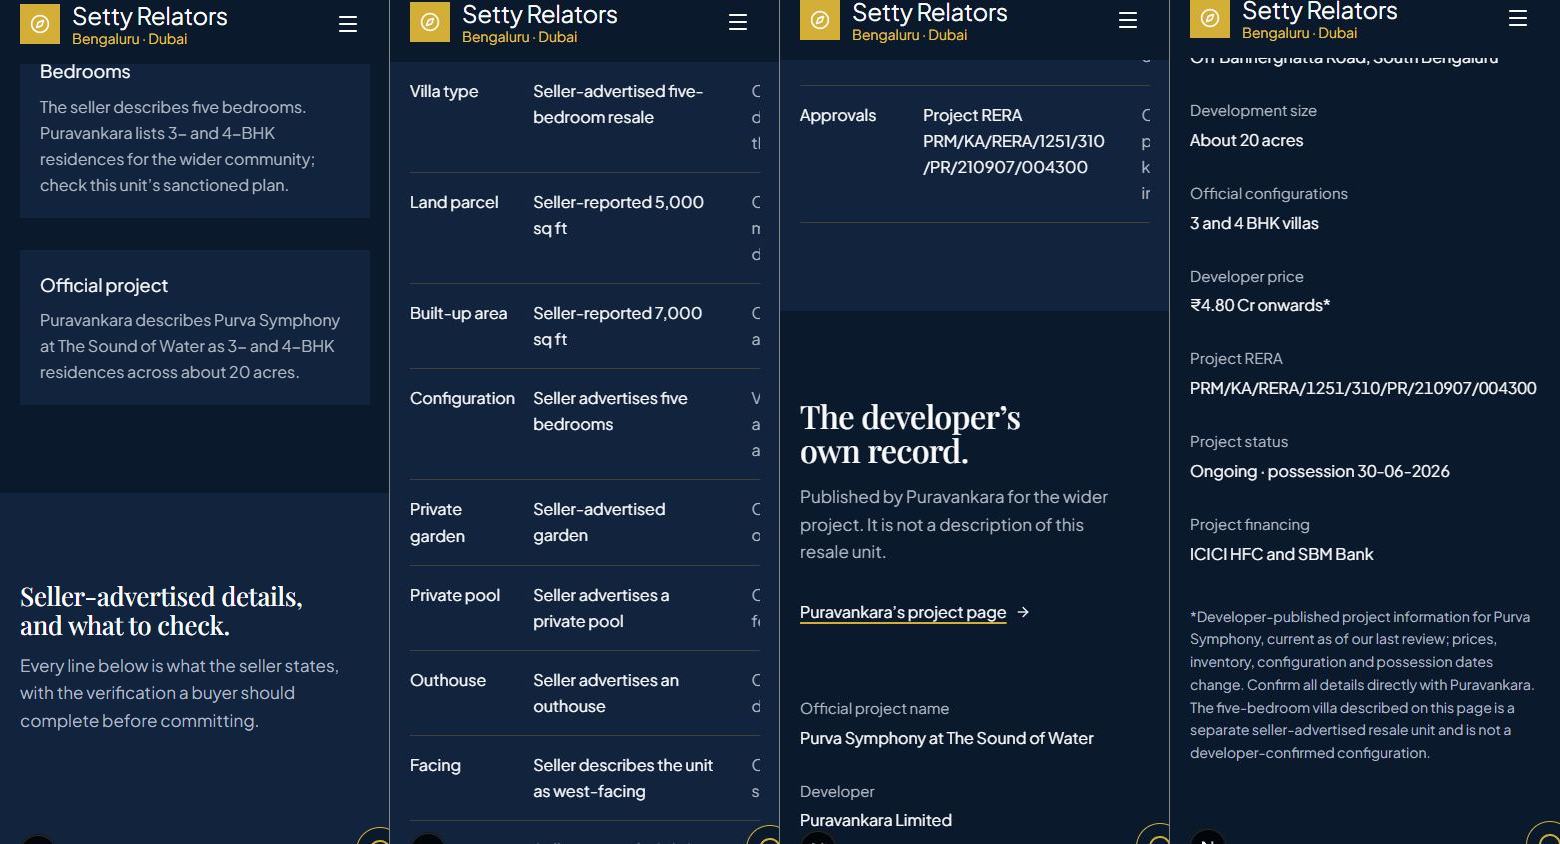 Setty Relators
Bengaluru · Dubai
Bedrooms
The seller describes five bedrooms.
Puravankara lists 3– and 4–BHK
residences for the wider community;
check this unit’s sanctioned plan.
Official project
Puravankara describes Purva Symphony
at The Sound of Water as 3– and 4–BHK
residences across about 20 acres.
Seller-advertised details,
and what to check.
Every line below is what the seller states,
with the verification a buyer should
complete before committing.
Setty Relators
Bengaluru · Dubai
Villa type
Seller-advertised five-
bedroom resale
Land parcel
Seller-reported 5,000
sq ft
Built-up area
Seller-reported 7,000
sq ft
Configuration
Seller advertises five
bedrooms
Private
garden
Seller-advertised
garden
Private pool
Seller advertises a
private pool
Outhouse
Seller advertises an
outhouse
Facing
Seller describes the unit
as west-facing
Setty Relators
Bengaluru · Dubai
Approvals
Project RERA
PRM/KA/RERA/1251/310
/PR/210907/004300
The developer’s
own record.
Published by Puravankara for the wider
project. It is not a description of this
resale unit.
Puravankara’s project page →
Official project name
Purva Symphony at The Sound of Water
Developer
Puravankara Limited
Setty Relators
Bengaluru · Dubai
Off Bannerghatta Road, South Bengaluru
Development size
About 20 acres
Official configurations
3 and 4 BHK villas
Developer price
₹4.80 Cr onwards*
Project RERA
PRM/KA/RERA/1251/310/PR/210907/004300
Project status
Ongoing · possession 30-06-2026
Project financing
ICICI HFC and SBM Bank
*Developer-published project information for Purva
Symphony, current as of our last review; prices,
inventory, configuration and possession dates
change. Confirm all details directly with Puravankara.
The five-bedroom villa described on this page is a
separate seller-advertised resale unit and is not a
developer-confirmed configuration.